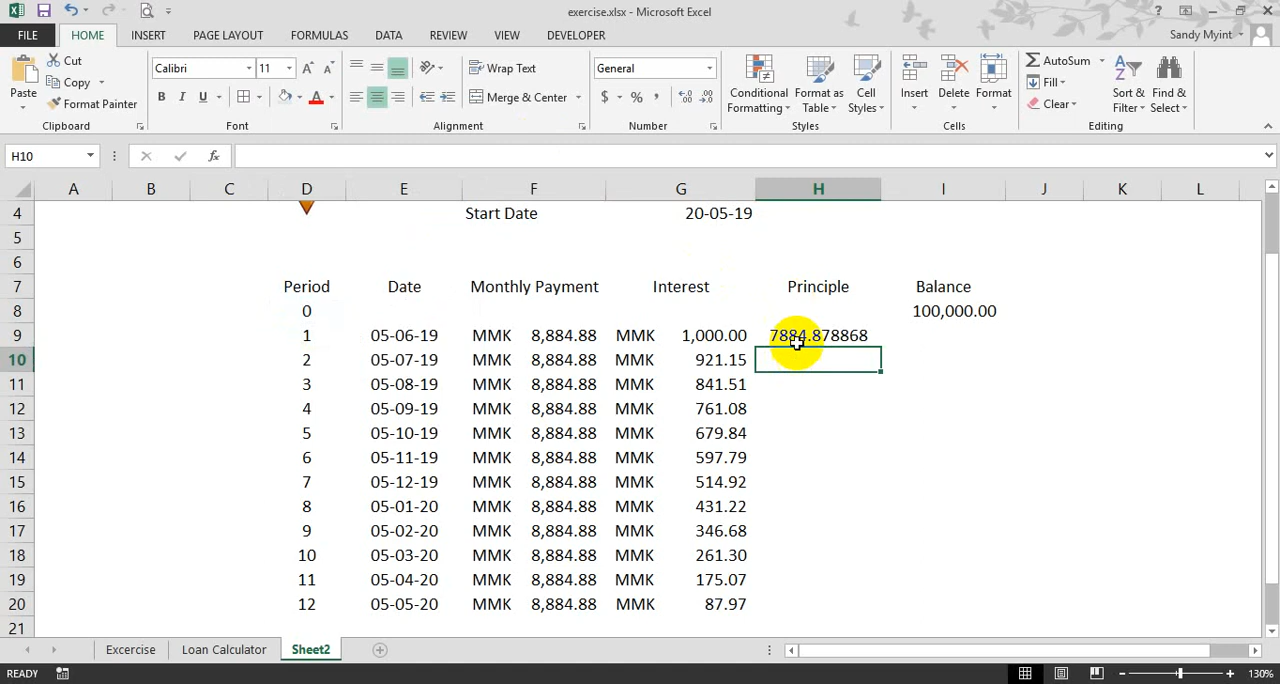 exercise.xlsx - Microsoft Excel
?
FILE HOME INSERT PAGE LAYOUT FORMULAS DATA REVIEW VIEW DEVELOPER Sandy Myint
Paste
Cut
Copy
Format Painter
Clipboard
Calibri 11
B I U
Font
Wrap Text
Merge & Center
Alignment
General
$ % ,
Number
Conditional Formatting
Format as Table
Cell Styles
Styles
Insert Delete Format
Cells
AutoSum
Fill
Clear
Sort & Filter
Find & Select
Editing
H10 fx
A B C D E F G H I J K L
4 Start Date 20-05-19
5
6
7 Period Date Monthly Payment Interest Principle Balance
8 0 100,000.00
9 1 05-06-19 MMK 8,884.88 MMK 1,000.00 7884.878868
10 2 05-07-19 MMK 8,884.88 MMK 921.15
11 3 05-08-19 MMK 8,884.88 MMK 841.51
12 4 05-09-19 MMK 8,884.88 MMK 761.08
13 5 05-10-19 MMK 8,884.88 MMK 679.84
14 6 05-11-19 MMK 8,884.88 MMK 597.79
15 7 05-12-19 MMK 8,884.88 MMK 514.92
16 8 05-01-20 MMK 8,884.88 MMK 431.22
17 9 05-02-20 MMK 8,884.88 MMK 346.68
18 10 05-03-20 MMK 8,884.88 MMK 261.30
19 11 05-04-20 MMK 8,884.88 MMK 175.07
20 12 05-05-20 MMK 8,884.88 MMK 87.97
21
Excercise Loan Calculator Sheet2
READY 130%